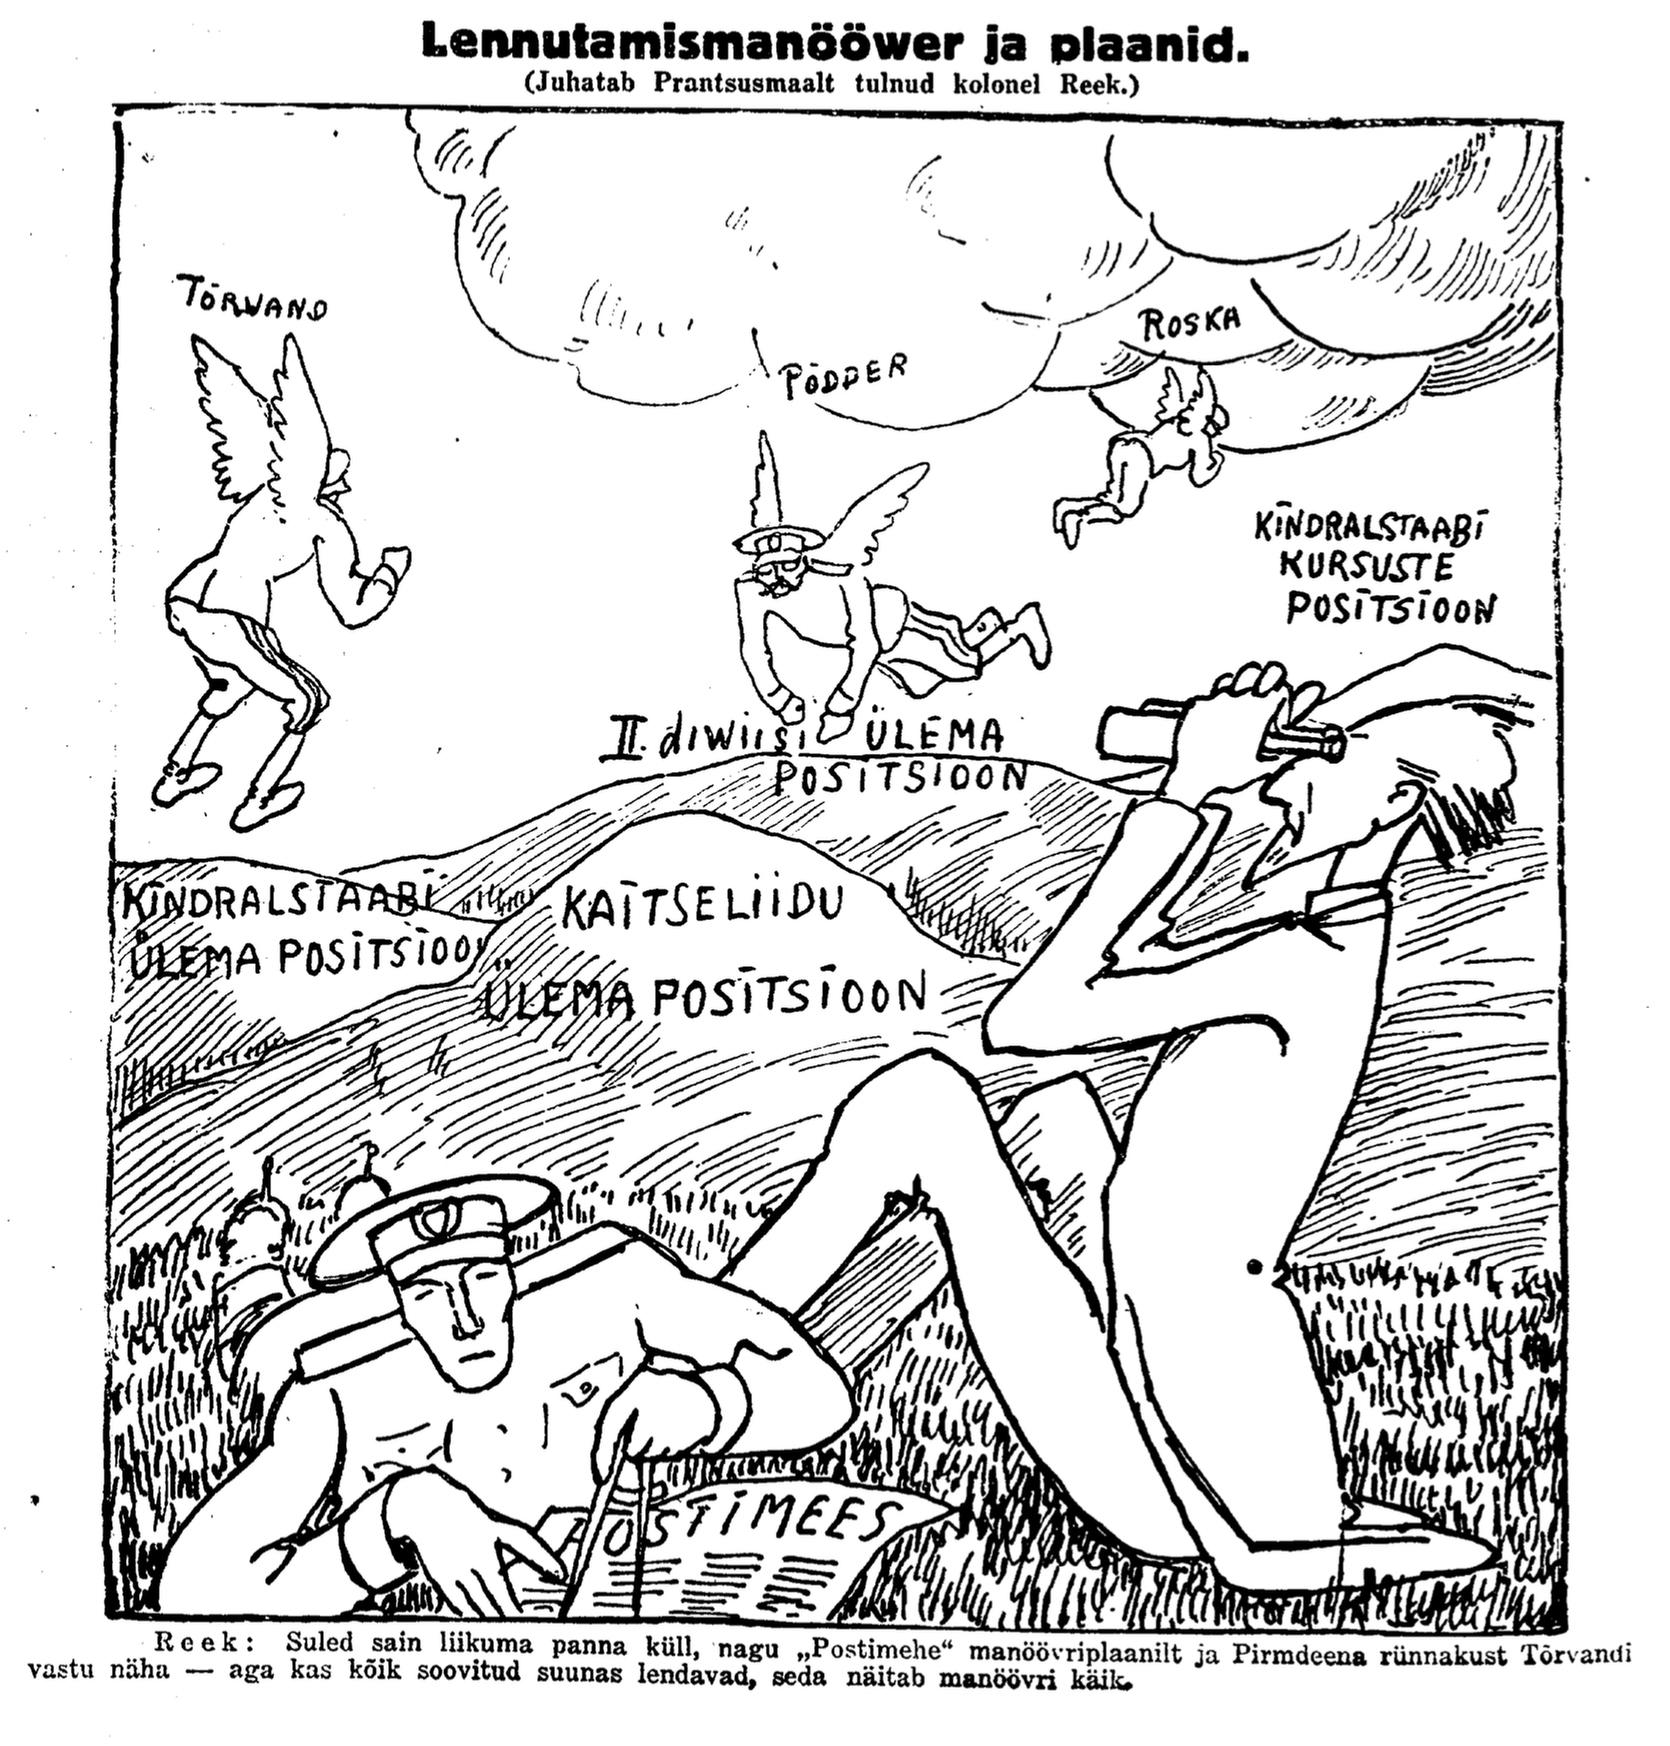 Lennutamismanööwer ja plaanid.
(Juhatab Prantsusmaalt tulnud kolonel Reek.)
TÕRWAND
PÕDDER
ROSKA
KINDRALSTAABI
KURSUSTE
POSITSIOON
II. diwiisi ÜLEMA
POSITSIOON
KINDRALSTAABI
ÜLEMA POSITSIOON
KAITSELIIDU
ÜLEMA POSITSIOON
POSTIMEES
Reek: Suled sain liikuma panna küll, nagu „Postimehe“ manöövriplaanilt ja Pirmdeena rünnakust Tõrvandi
vastu näha — aga kas kõik soovitud suunas lendavad, seda näitab manöövri käik.